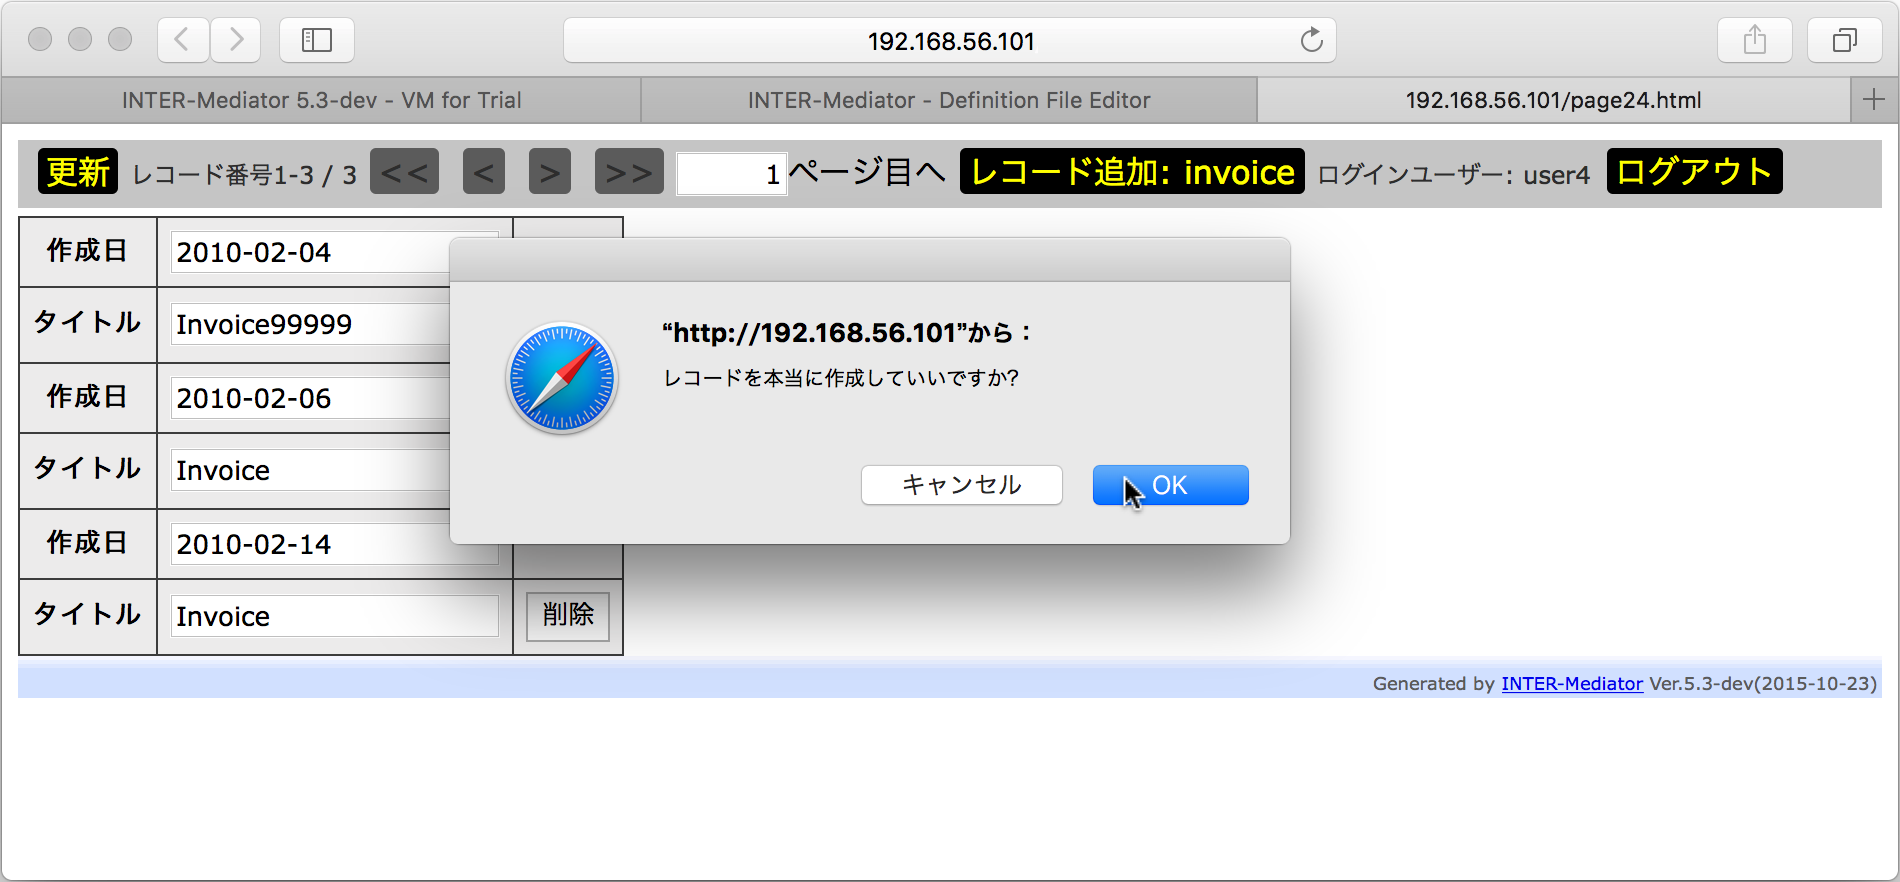 192.168.56.101
INTER-Mediator 5.3-dev - VM for Trial
INTER-Mediator - Definition File Editor
192.168.56.101/page24.html
更新 レコード番号1-3 / 3 << < > >> 1 ページ目へ レコード追加: invoice ログインユーザー: user4 ログアウト
作成日 2010-02-04
タイトル Invoice99999
作成日 2010-02-06
タイトル Invoice
作成日 2010-02-14
タイトル Invoice 削除
“http://192.168.56.101”から：
レコードを本当に作成していいですか?
キャンセル OK
Generated by INTER-Mediator Ver.5.3-dev(2015-10-23)